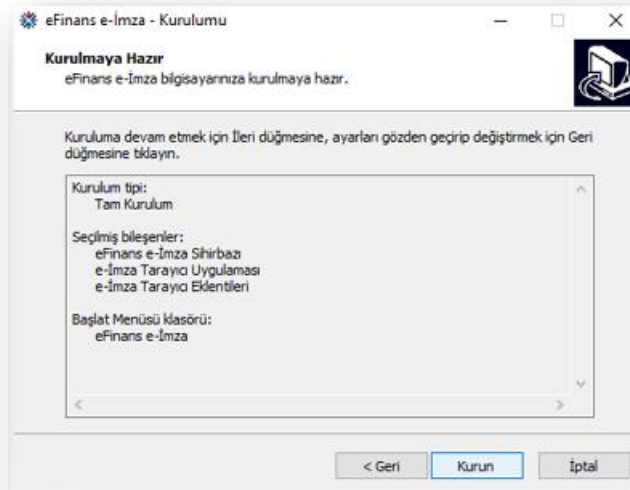 eFinans e-İmza - Kurulumu
Kurulmaya Hazır
eFinans e-İmza bilgisayarınıza kurulmaya hazır.
Kuruluma devam etmek için İleri düğmesine, ayarları gözden geçirip değiştirmek için Geri
düğmesine tıklayın.
Kurulum tipi:
Tam Kurulum
Seçilmiş bileşenler:
eFinans e-İmza Sihirbazı
e-İmza Tarayıcı Uygulaması
e-İmza Tarayıcı Eklentileri
Başlat Menüsü klasörü:
eFinans e-İmza
< Geri
Kurun
İptal